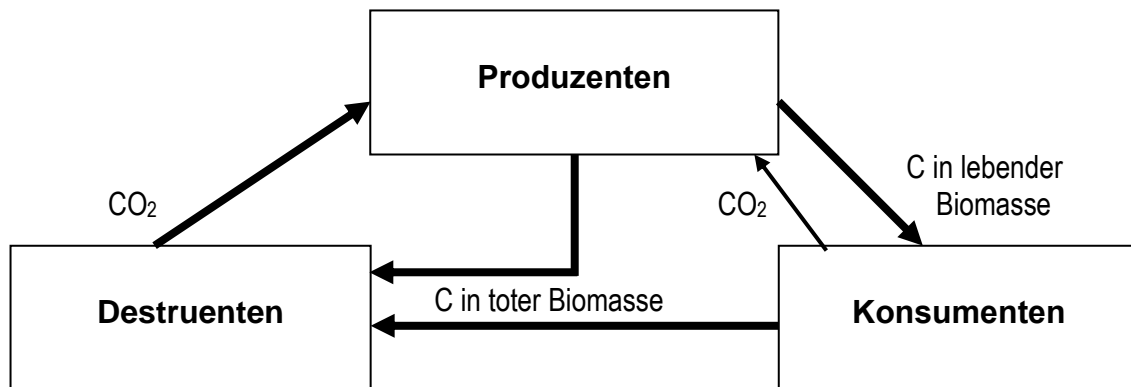 Produzenten
C in lebender
Biomasse
CO₂
CO₂
Destruenten
C in toter Biomasse
Konsumenten